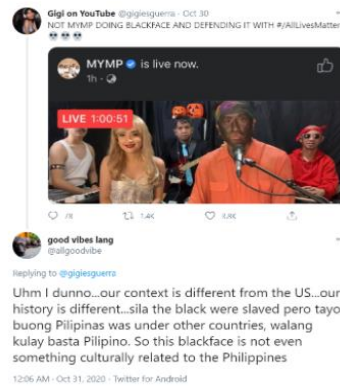 Gigi on YouTube @gigiesguerra · Oct 30
NOT MYMP DOING BLACKFACE AND DEFENDING IT WITH #/AllLivesMatter
💀💀💀
MYMP is live now.
1h ·
LIVE 1:00:51
78 1.4K
good vibes lang
@allgoodvibe
Replying to @gigiesguerra
Uhm I dunno...our context is different from the US...our
history is different...sila the black were slaved pero tayo
buong Pilipinas was under other countries, walang
kulay basta Pilipino. So this blackface is not even
something culturally related to the Philippines
12:06 AM · Oct 31, 2020 · Twitter for Android